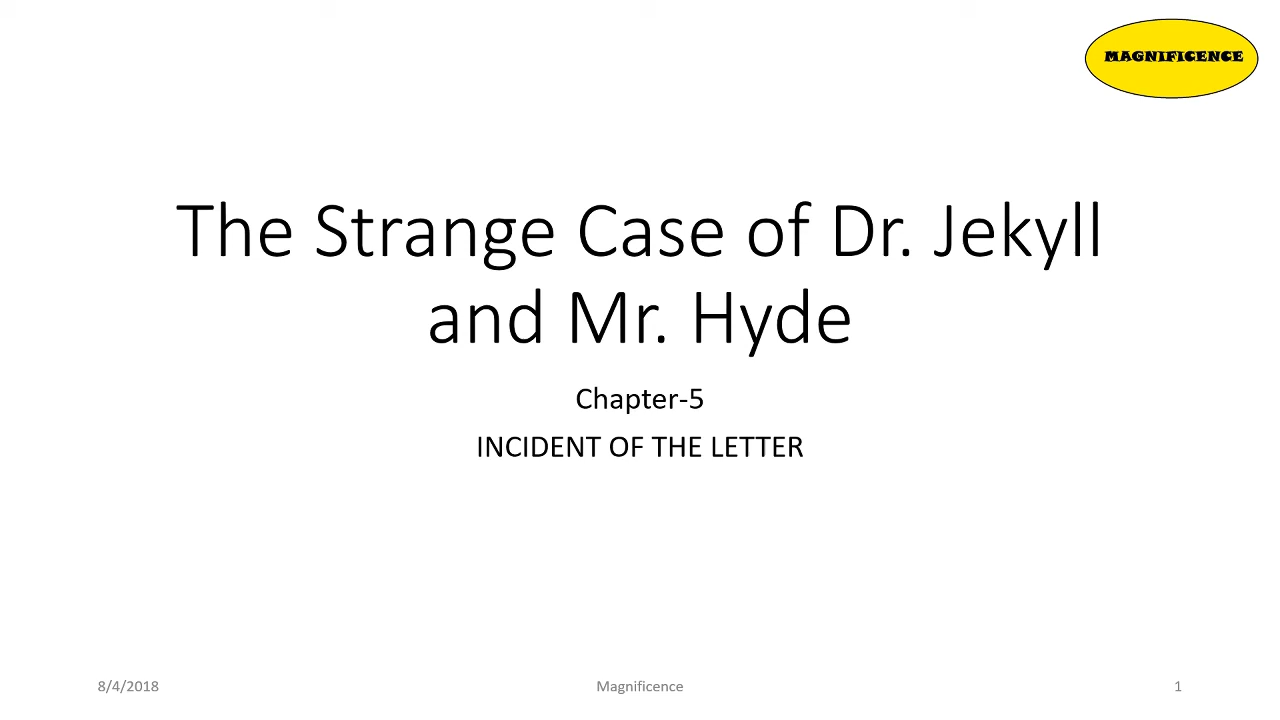 MAGNIFICENCE
The Strange Case of Dr. Jekyll
and Mr. Hyde
Chapter-5
INCIDENT OF THE LETTER
8/4/2018
Magnificence
1